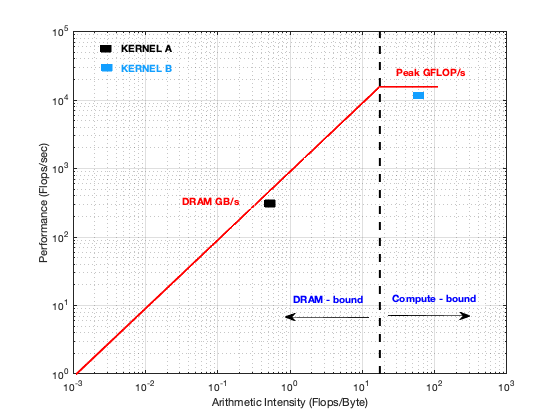 KERNEL A
KERNEL B
Peak GFLOP/s
DRAM GB/s
DRAM - bound
Compute - bound
Performance (Flops/sec)
10^5
10^4
10^3
10^2
10^1
10^0
10^-3
10^-2
10^-1
10^0
10^1
10^2
10^3
Arithmetic Intensity (Flops/Byte)